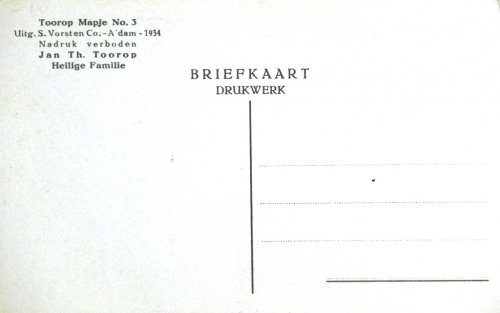 Toorop Mapje No. 3
Uitg. S. Vorsten Co. - A'dam - 1934
Nadruk verboden
Jan Th. Toorop
Heilige Familie
BRIEFKAART
DRUKWERK